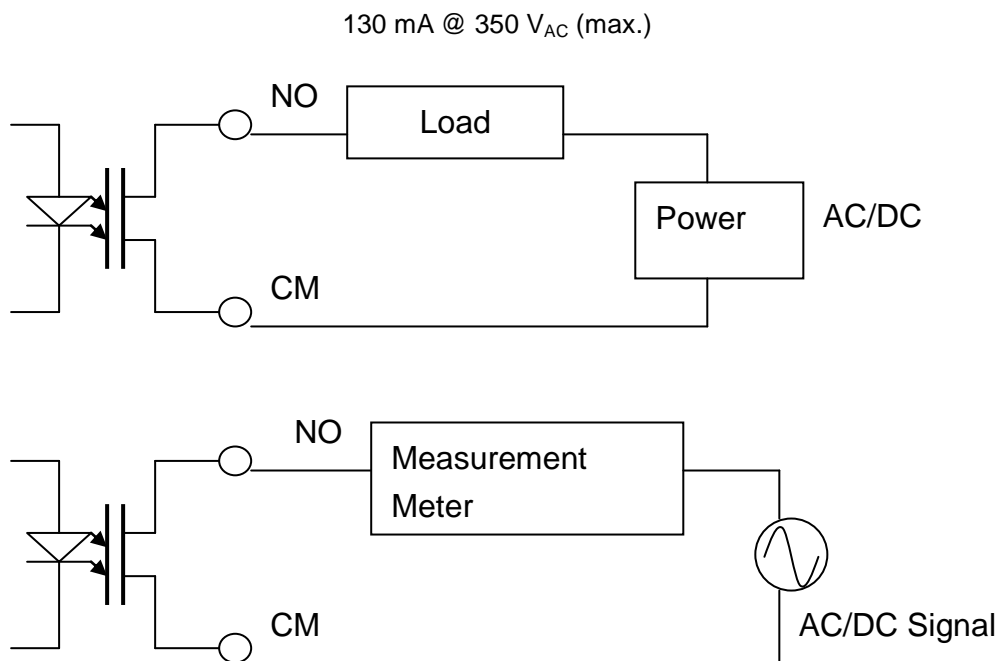 130 mA @ 350 VAC (max.)
NO
Load
Power
AC/DC
CM
NO
Measurement
Meter
CM
AC/DC Signal